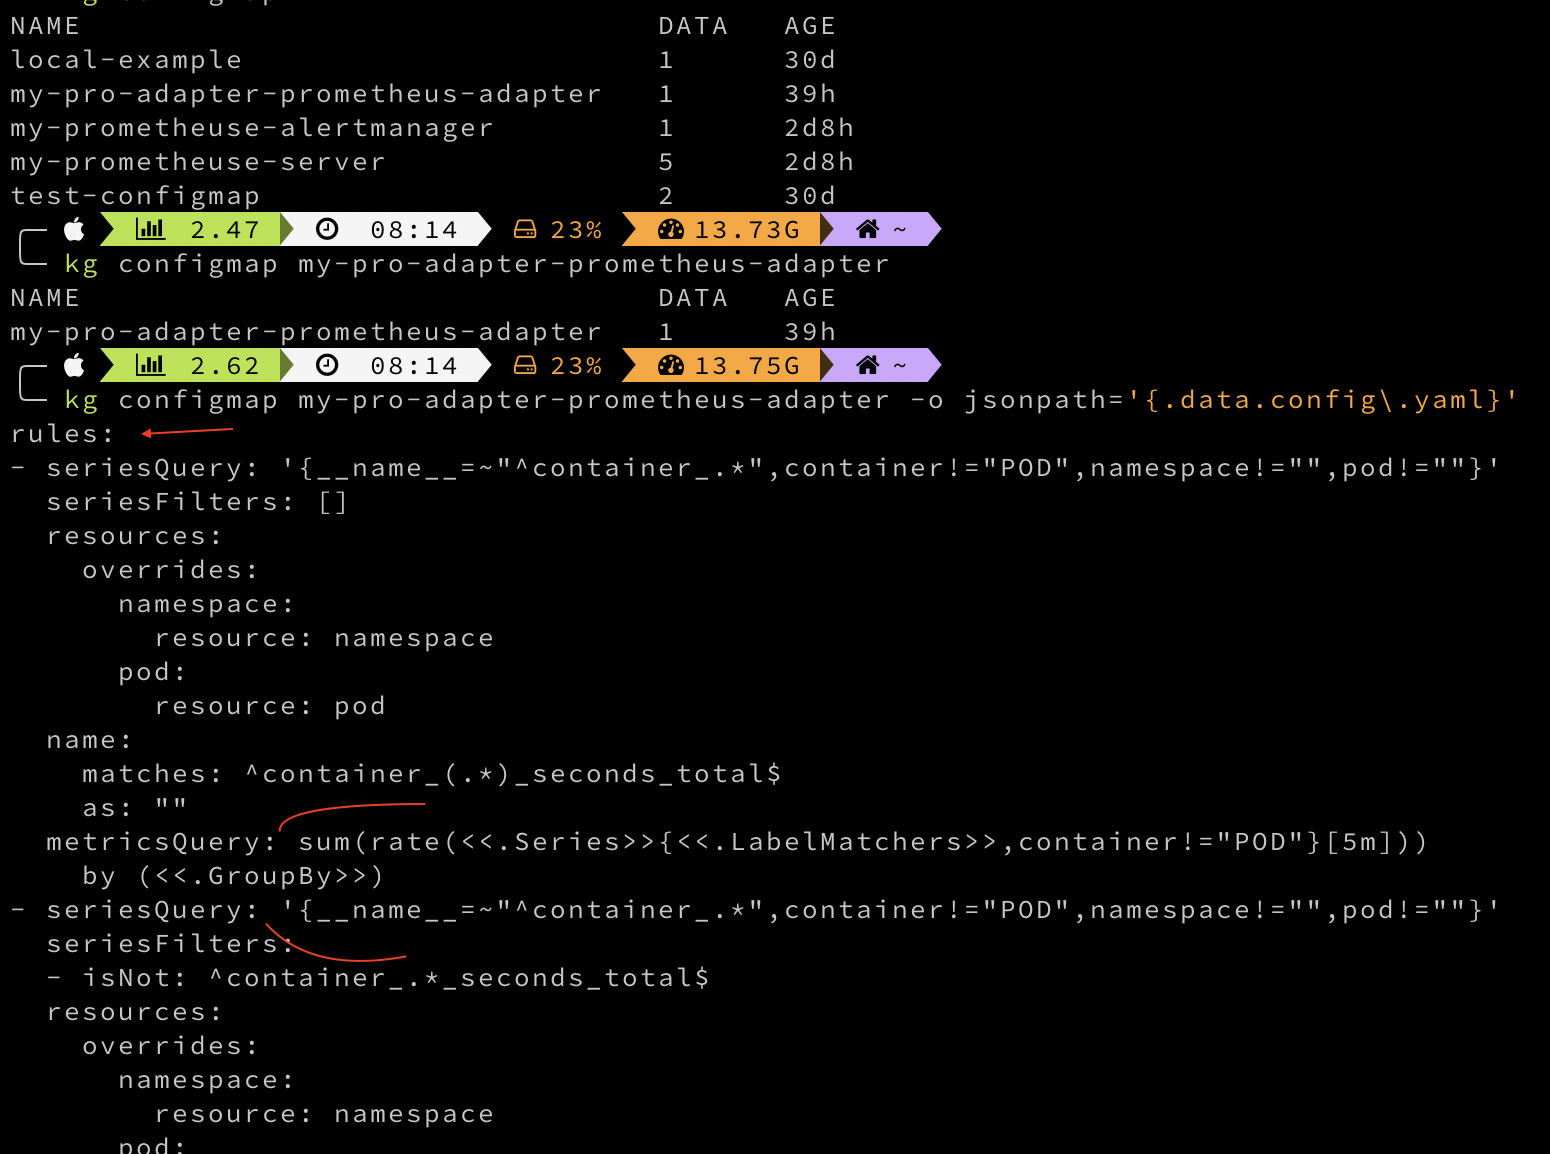 NAME DATA AGE
local-example 1 30d
my-pro-adapter-prometheus-adapter 1 39h
my-prometheuse-alertmanager 1 2d8h
my-prometheuse-server 5 2d8h
test-configmap 2 30d
2.47 08:14 23% 13.73G ~
kg configmap my-pro-adapter-prometheus-adapter
NAME DATA AGE
my-pro-adapter-prometheus-adapter 1 39h
2.62 08:14 23% 13.75G ~
kg configmap my-pro-adapter-prometheus-adapter -o jsonpath='{.data.config\.yaml}'
rules:
- seriesQuery: '{__name__=~"^container_.*",container!="POD",namespace!="",pod!=""}'
  seriesFilters: []
  resources:
    overrides:
      namespace:
        resource: namespace
      pod:
        resource: pod
  name:
    matches: ^container_(.*)_seconds_total$
    as: ""
  metricsQuery: sum(rate(<<.Series>>{<<.LabelMatchers>>,container!="POD"}[5m]))
    by (<<.GroupBy>>)
- seriesQuery: '{__name__=~"^container_.*",container!="POD",namespace!="",pod!=""}'
  seriesFilters:
  - isNot: ^container_.*_seconds_total$
  resources:
    overrides:
      namespace:
        resource: namespace
      pod: